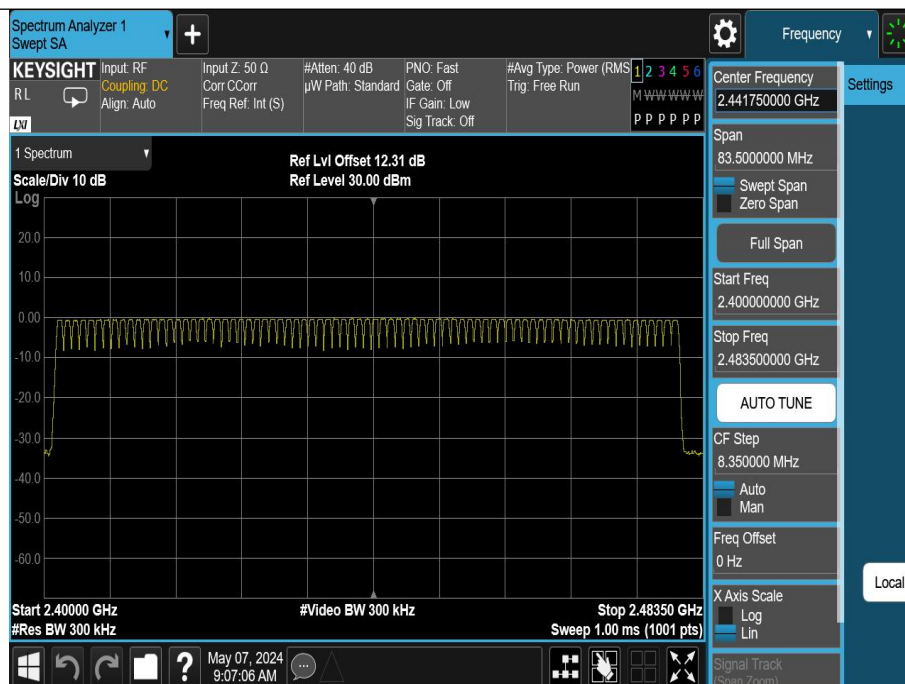 Spectrum Analyzer 1
Swept SA
Frequency
KEYSIGHT
RL
LXI
Input: RF
Coupling: DC
Align: Auto
Input Z: 50 Ω
Corr CCorr
Freq Ref: Int (S)
#Atten: 40 dB
µW Path: Standard
PNO: Fast
Gate: Off
IF Gain: Low
Sig Track: Off
#Avg Type: Power (RMS
Trig: Free Run
1 2 3 4 5 6
M W W W W W
P P P P P P
1 Spectrum
Scale/Div 10 dB
Log
Ref Lvl Offset 12.31 dB
Ref Level 30.00 dBm
20.0
10.0
0.00
-10.0
-20.0
-30.0
-40.0
-50.0
-60.0
Start 2.40000 GHz
#Res BW 300 kHz
#Video BW 300 kHz
Stop 2.48350 GHz
Sweep 1.00 ms (1001 pts)
?
May 07, 2024
9:07:06 AM
Center Frequency
2.441750000 GHz
Settings
Span
83.5000000 MHz
Swept Span
Zero Span
Full Span
Start Freq
2.400000000 GHz
Stop Freq
2.483500000 GHz
AUTO TUNE
CF Step
8.350000 MHz
Auto
Man
Freq Offset
0 Hz
Local
X Axis Scale
Log
Lin
Signal Track
(Span Zoom)